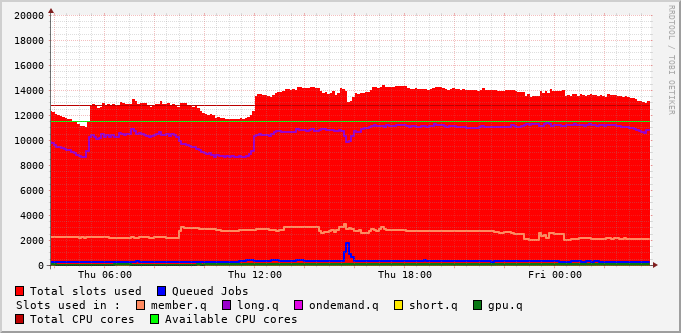 20000
18000
16000
14000
12000
10000
8000
6000
4000
2000
0
Thu 06:00 Thu 12:00 Thu 18:00 Fri 00:00
RRDTOOL / TOBI OETIKER
Total slots used Queued Jobs
Slots used in : member.q long.q ondemand.q short.q gpu.q
Total CPU cores Available CPU cores